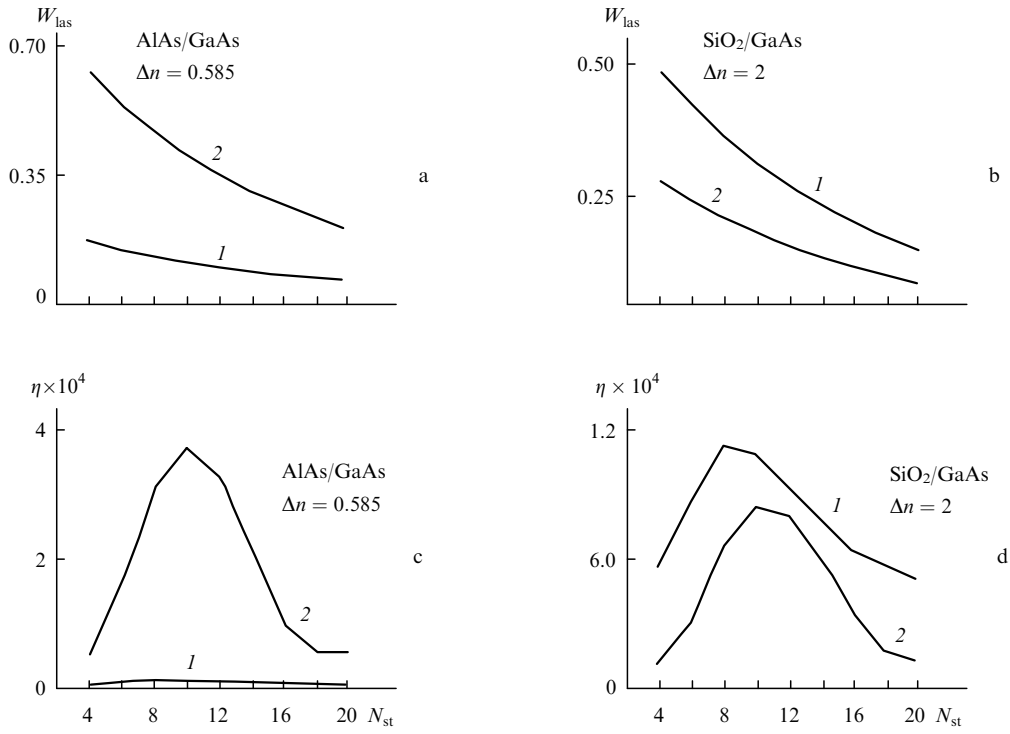 W_las
0.70
AlAs/GaAs
Δn = 0.585
2
0.35
a
1
0
W_las
0.50
SiO₂/GaAs
Δn = 2
1
0.25
2
b
η×10⁴
4
AlAs/GaAs
Δn = 0.585
2
c
2
1
0
4 8 12 16 20 N_st
η × 10⁴
1.2
SiO₂/GaAs
Δn = 2
1
6.0
d
2
0
4 8 12 16 20 N_st